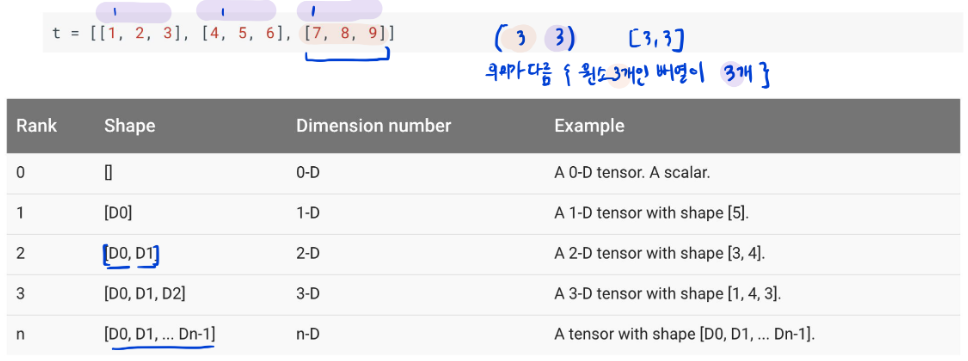 t = [[1, 2, 3], [4, 5, 6], [7, 8, 9]]
(3 3) [3,3]
의미가 다름 { 원소 3개인 배열이 3개 }
Rank Shape Dimension number Example
0 [] 0-D A 0-D tensor. A scalar.
1 [D0] 1-D A 1-D tensor with shape [5].
2 [D0, D1] 2-D A 2-D tensor with shape [3, 4].
3 [D0, D1, D2] 3-D A 3-D tensor with shape [1, 4, 3].
n [D0, D1, ... Dn-1] n-D A tensor with shape [D0, D1, ... Dn-1].